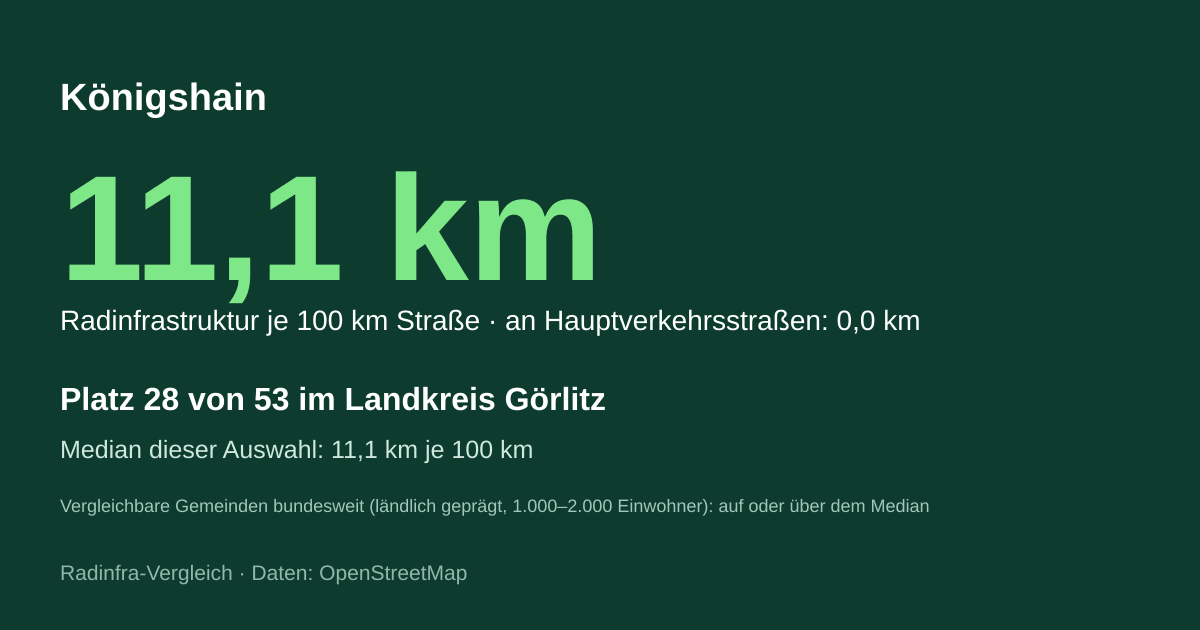 Königshain
11,1 km
Radinfrastruktur je 100 km Straße · an Hauptverkehrsstraßen: 0,0 km
Platz 28 von 53 im Landkreis Görlitz
Median dieser Auswahl: 11,1 km je 100 km
Vergleichbare Gemeinden bundesweit (ländlich geprägt, 1.000–2.000 Einwohner): auf oder über dem Median
Radinfra-Vergleich · Daten: OpenStreetMap